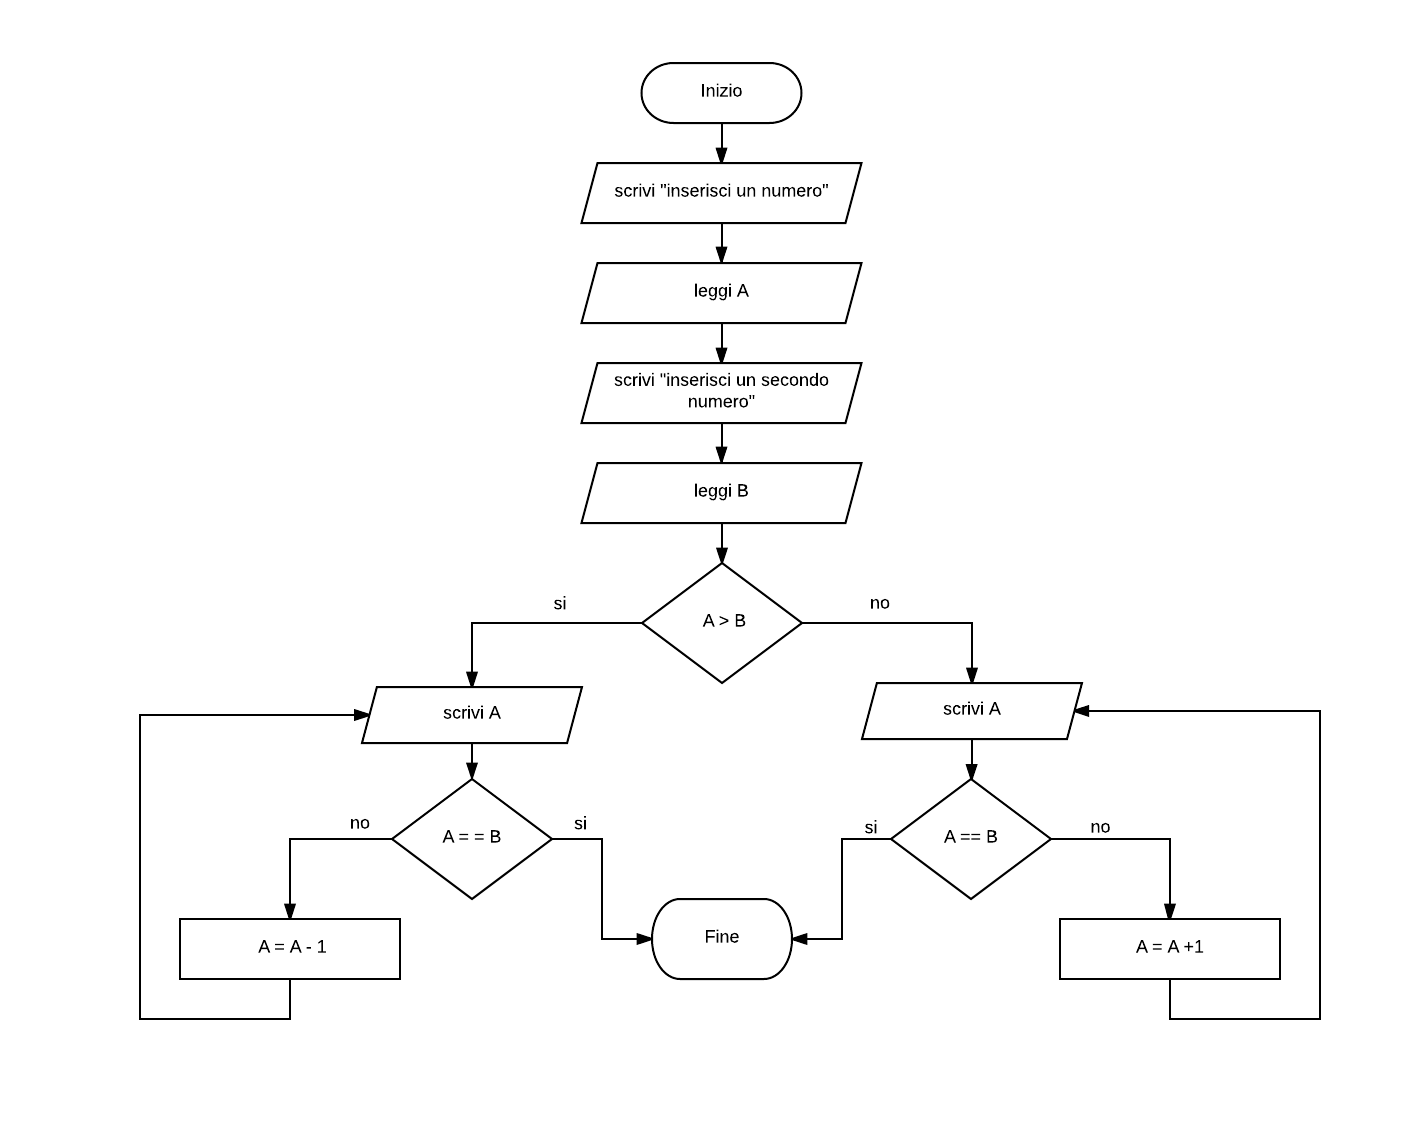 Inizio
scrivi "inserisci un numero"
leggi A
scrivi "inserisci un secondo
numero"
leggi B
A > B
si
no
scrivi A
scrivi A
A = = B
no
si
A == B
si
no
A = A - 1
Fine
A = A +1